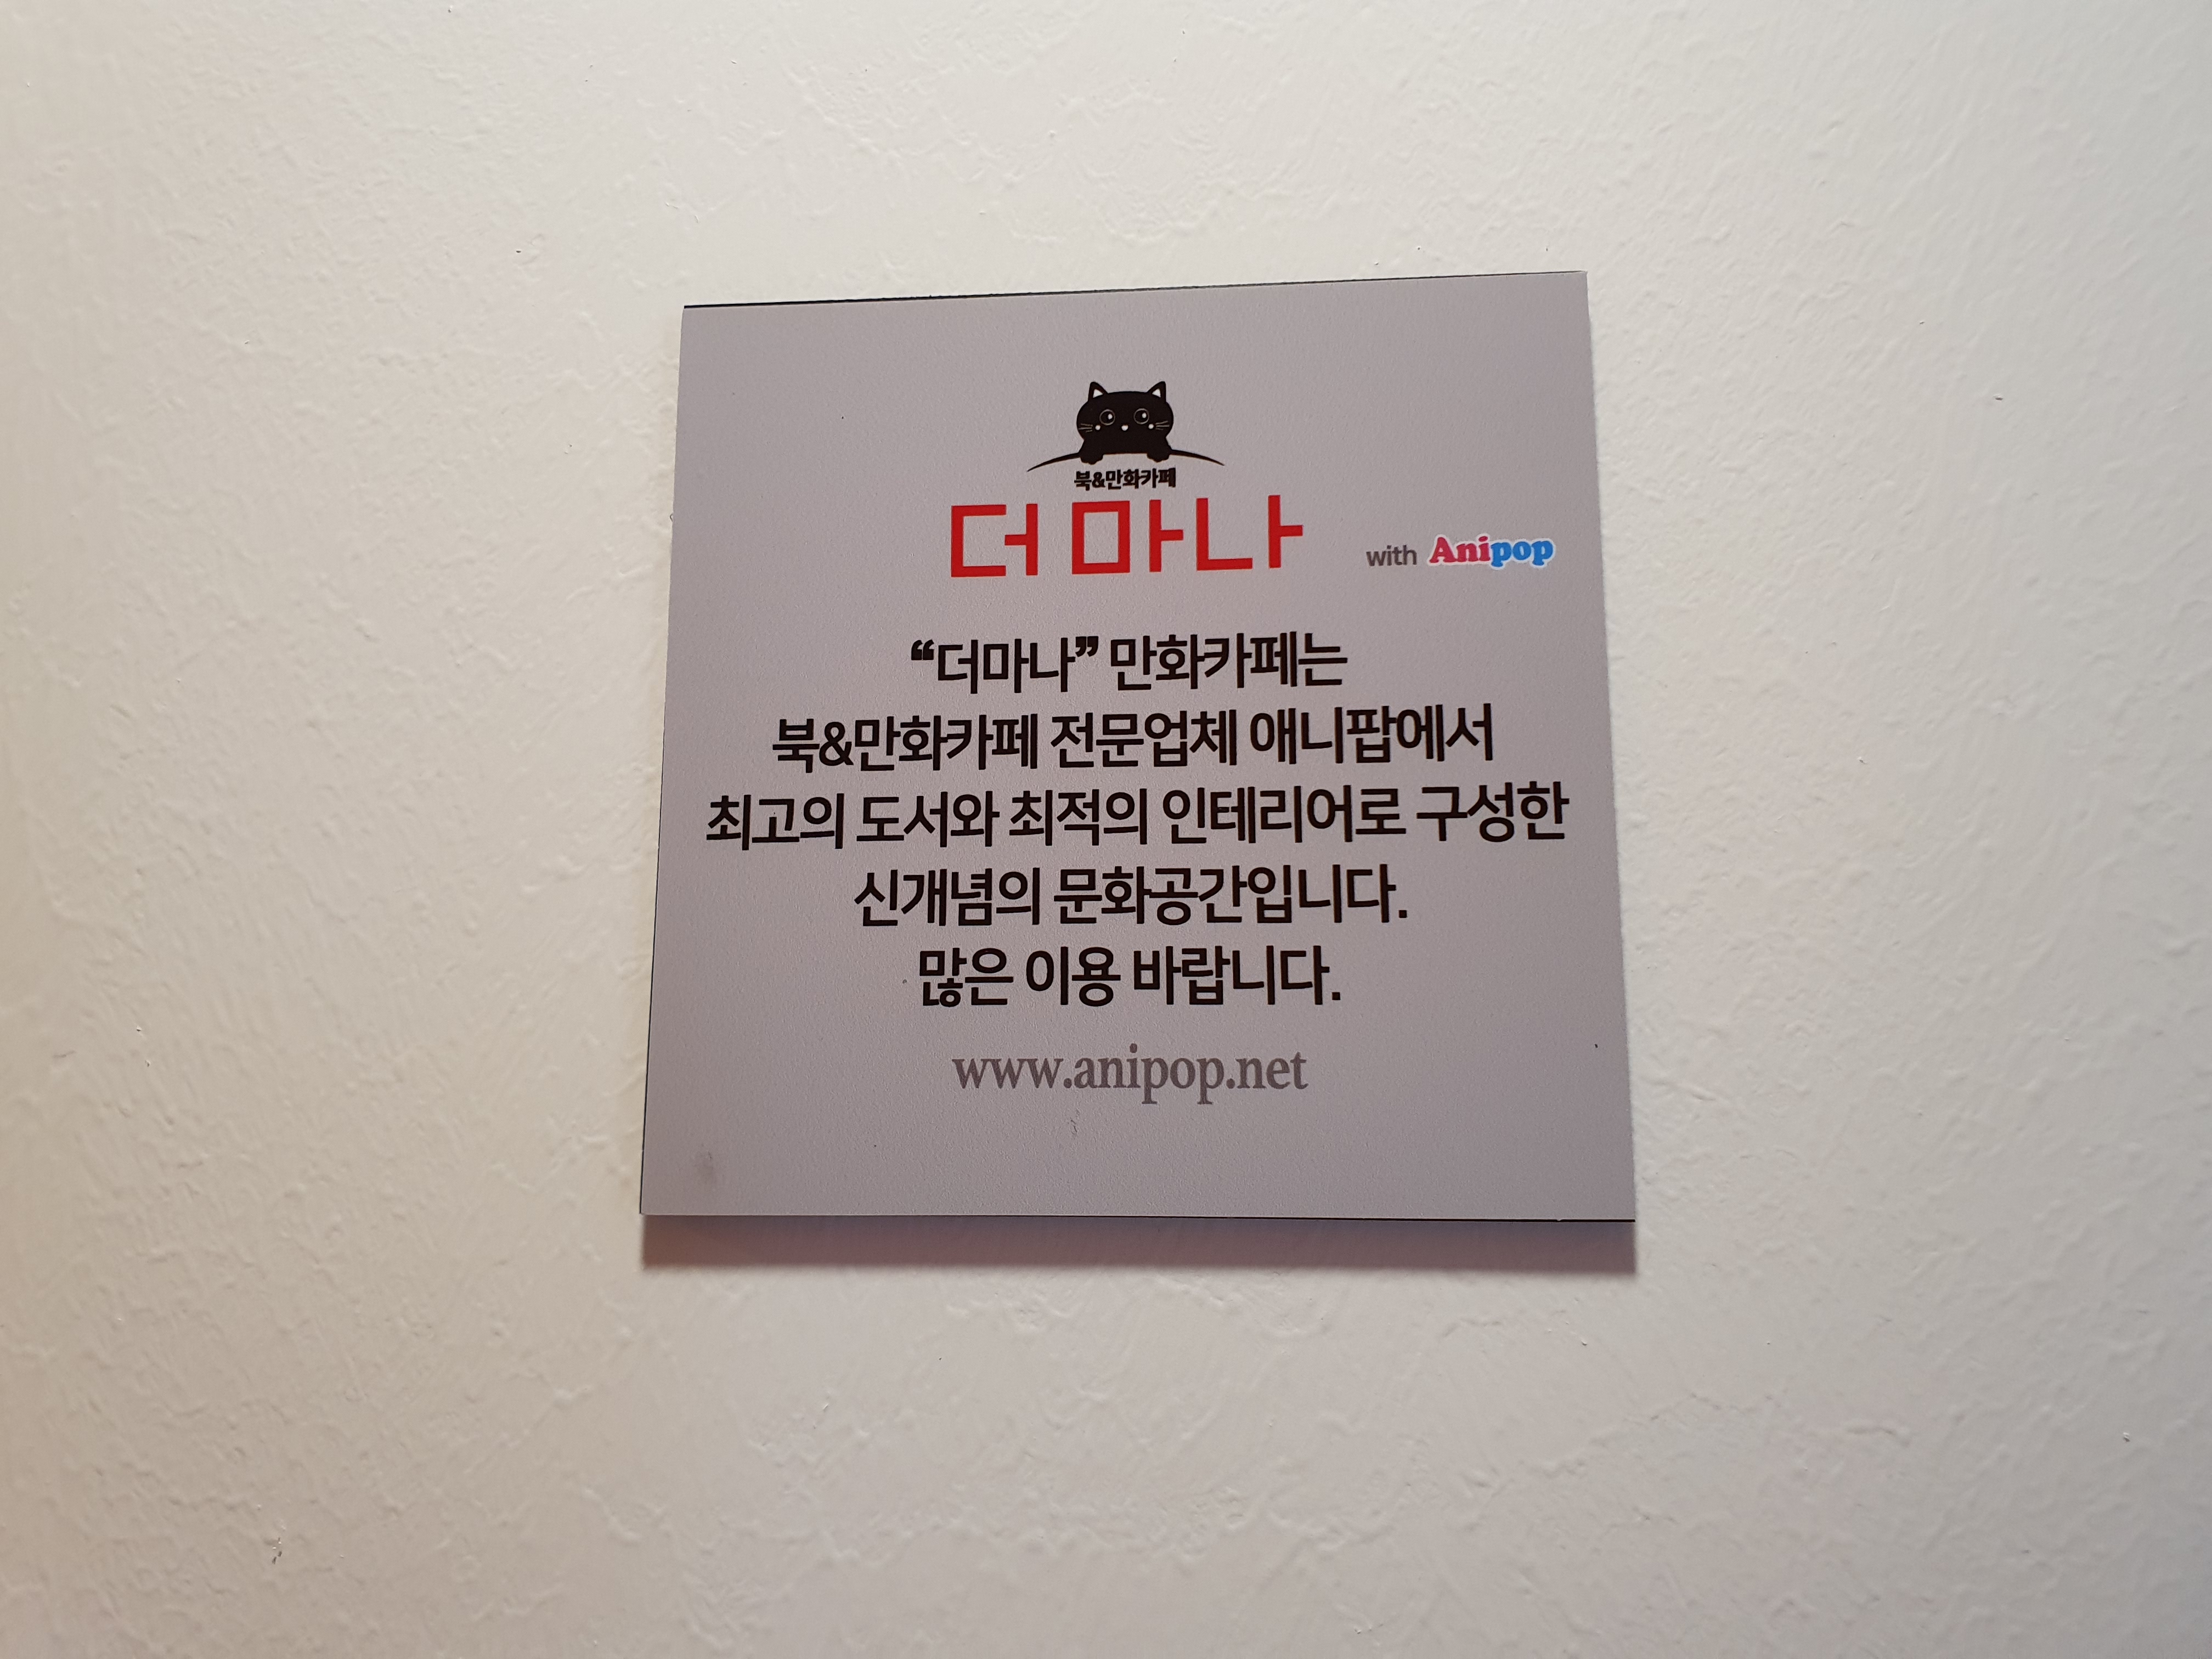 북&만화카페
더마나 with Anipop
“더마나” 만화카페는
북&만화카페 전문업체 애니팝에서
최고의 도서와 최적의 인테리어로 구성한
신개념의 문화공간입니다.
많은 이용 바랍니다.
www.anipop.net